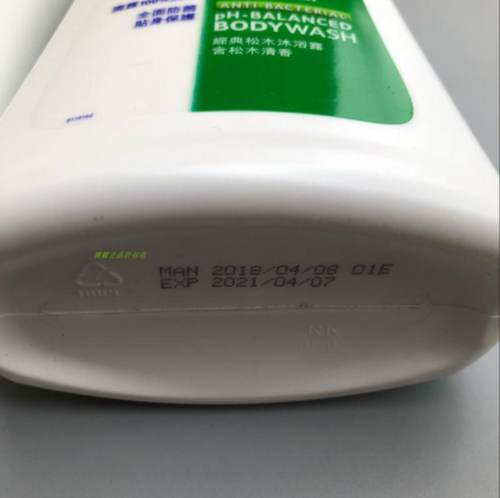 全面防菌
貼身保護
ANTI-BACTERIAL
pH-BALANCED
BODYWASH
經典松木沐浴露
含松木清香
MAN 2018/04/08 01E
EXP 2021/04/07